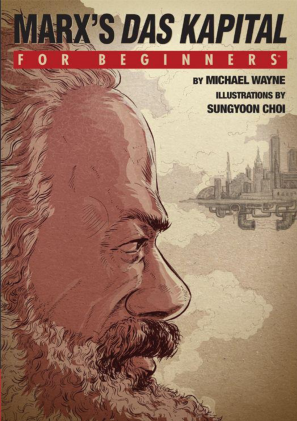 MARX'S DAS KAPITAL
FOR BEGINNERS®
BY MICHAEL WAYNE
ILLUSTRATIONS BY
SUNGYOON CHOI